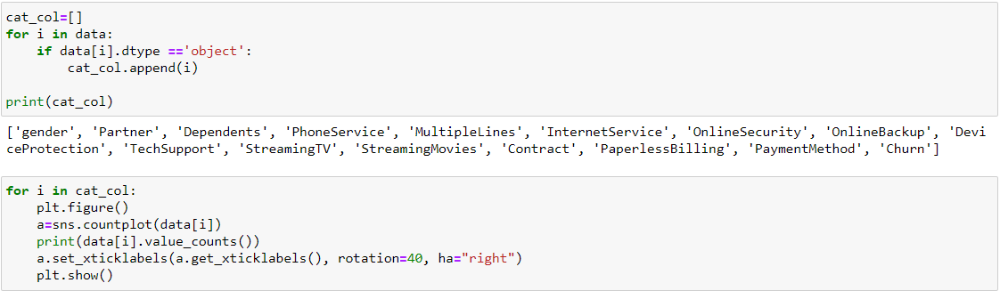 cat_col=[]
for i in data:
    if data[i].dtype =='object':
        cat_col.append(i)
print(cat_col)
['gender', 'Partner', 'Dependents', 'PhoneService', 'MultipleLines', 'InternetService', 'OnlineSecurity', 'OnlineBackup', 'Devi
ceProtection', 'TechSupport', 'StreamingTV', 'StreamingMovies', 'Contract', 'PaperlessBilling', 'PaymentMethod', 'Churn']
for i in cat_col:
    plt.figure()
    a=sns.countplot(data[i])
    print(data[i].value_counts())
    a.set_xticklabels(a.get_xticklabels(), rotation=40, ha="right")
    plt.show()